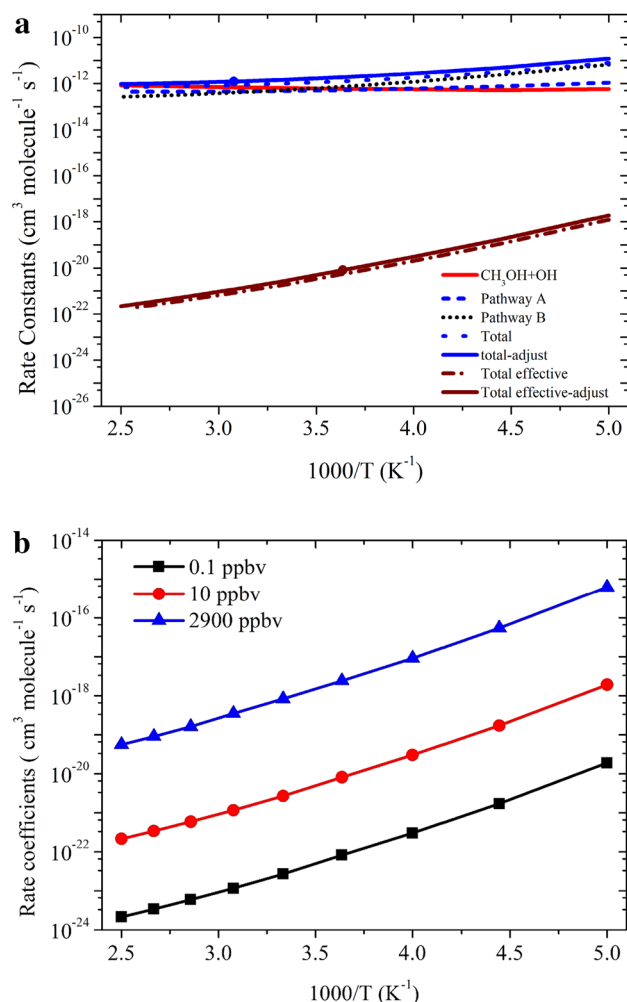 a
Rate Constants (cm³ molecule⁻¹ s⁻¹)
10⁻¹⁰
10⁻¹²
10⁻¹⁴
10⁻¹⁶
10⁻¹⁸
10⁻²⁰
10⁻²²
10⁻²⁴
10⁻²⁶
CH₃OH+OH
Pathway A
Pathway B
Total
total-adjust
Total effective
Total effective-adjust
2.5 3.0 3.5 4.0 4.5 5.0
1000/T (K⁻¹)
b
Rate coefficients ( cm³ molecule⁻¹ s⁻¹)
10⁻¹⁴
10⁻¹⁶
10⁻¹⁸
10⁻²⁰
10⁻²²
10⁻²⁴
0.1 ppbv
10 ppbv
2900 ppbv
2.5 3.0 3.5 4.0 4.5 5.0
1000/T (K⁻¹)